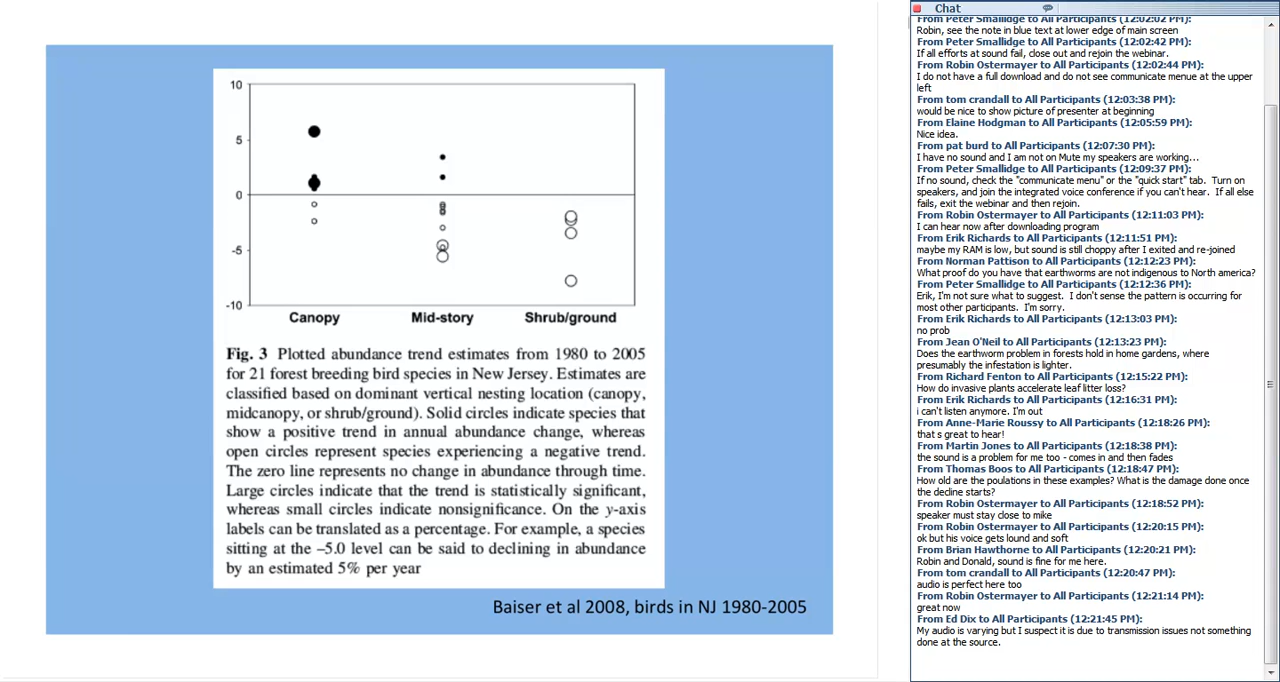 10
5
0
-5
-10
Canopy Mid-story Shrub/ground
Fig. 3 Plotted abundance trend estimates from 1980 to 2005
for 21 forest breeding bird species in New Jersey. Estimates are
classified based on dominant vertical nesting location (canopy,
midcanopy, or shrub/ground). Solid circles indicate species that
show a positive trend in annual abundance change, whereas
open circles represent species experiencing a negative trend.
The zero line represents no change in abundance through time.
Large circles indicate that the trend is statistically significant,
whereas small circles indicate nonsignificance. On the y-axis
labels can be translated as a percentage. For example, a species
sitting at the –5.0 level can be said to declining in abundance
by an estimated 5% per year
Baiser et al 2008, birds in NJ 1980-2005
Chat
From Peter Smallidge to All Participants (12:02:02 PM):
Robin, see the note in blue text at lower edge of main screen
From Peter Smallidge to All Participants (12:02:42 PM):
If all efforts at sound fail, close out and rejoin the webinar.
From Robin Ostermayer to All Participants (12:02:44 PM):
I do not have a full download and do not see communicate menue at the upper
left
From tom crandall to All Participants (12:03:38 PM):
would be nice to show picture of presenter at beginning
From Elaine Hodgman to All Participants (12:05:59 PM):
Nice idea.
From pat burd to All Participants (12:07:30 PM):
I have no sound and I am not on Mute my speakers are working...
From Peter Smallidge to All Participants (12:09:37 PM):
If no sound, check the "communicate menu" or the "quick start" tab. Turn on
speakers, and join the integrated voice conference if you can't hear. If all else
fails, exit the webinar and then rejoin.
From Robin Ostermayer to All Participants (12:11:03 PM):
I can hear now after downloading program
From Erik Richards to All Participants (12:11:51 PM):
maybe my RAM is low, but sound is still choppy after I exited and re-joined
From Norman Pattison to All Participants (12:12:23 PM):
What proof do you have that earthworms are not indigenous to North america?
From Peter Smallidge to All Participants (12:12:36 PM):
Erik, I'm not sure what to suggest. I don't sense the pattern is occurring for
most other participants. I'm sorry.
From Erik Richards to All Participants (12:13:03 PM):
no prob
From Jean O'Neil to All Participants (12:13:23 PM):
Does the earthworm problem in forests hold in home gardens, where
presumably the infestation is lighter.
From Richard Fenton to All Participants (12:15:22 PM):
How do invasive plants accelerate leaf litter loss?
From Erik Richards to All Participants (12:16:31 PM):
i can't listen anymore. I'm out
From Anne-Marie Roussy to All Participants (12:18:26 PM):
that s great to hear!
From Martin Jones to All Participants (12:18:38 PM):
the sound is a problem for me too - comes in and then fades
From Thomas Boos to All Participants (12:18:47 PM):
How old are the poulations in these examples? What is the damage done once
the decline starts?
From Robin Ostermayer to All Participants (12:18:52 PM):
speaker must stay close to mike
From Robin Ostermayer to All Participants (12:20:15 PM):
ok but his voice gets lound and soft
From Brian Hawthorne to All Participants (12:20:21 PM):
Robin and Donald, sound is fine for me here.
From tom crandall to All Participants (12:20:47 PM):
audio is perfect here too
From Robin Ostermayer to All Participants (12:21:14 PM):
great now
From Ed Dix to All Participants (12:21:45 PM):
My audio is varying but I suspect it is due to transmission issues not something
done at the source.